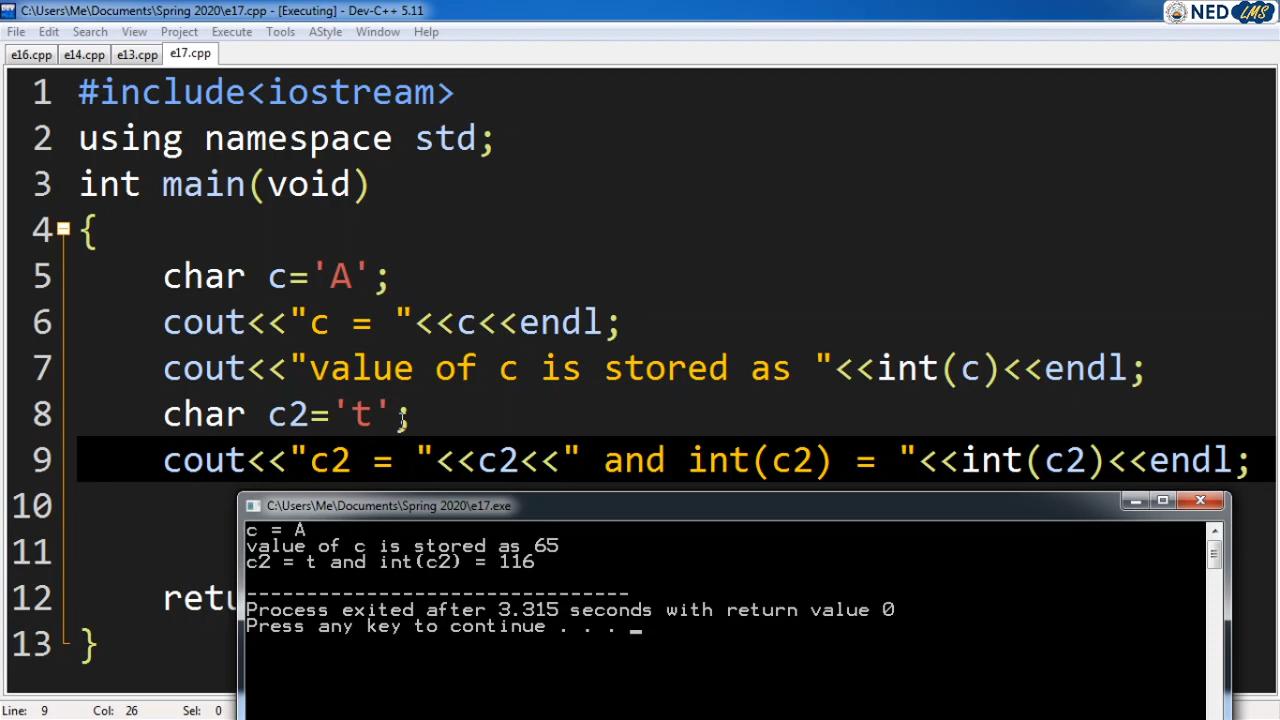 C:\Users\Me\Documents\Spring 2020\e17.cpp - [Executing] - Dev-C++ 5.11
NED LMS
File Edit Search View Project Execute Tools AStyle Window Help
e16.cpp e14.cpp e13.cpp e17.cpp
1 #include<iostream>
2 using namespace std;
3 int main(void)
4 {
5 char c='A';
6 cout<<"c = "<<c<<endl;
7 cout<<"value of c is stored as "<<int(c)<<endl;
8 char c2='t';
9 cout<<"c2 = "<<c2<<" and int(c2) = "<<int(c2)<<endl;
10
11
12 retu
13 }
C:\Users\Me\Documents\Spring 2020\e17.exe
c = A
value of c is stored as 65
c2 = t and int(c2) = 116
--------------------------------
Process exited after 3.315 seconds with return value 0
Press any key to continue . . . _
Line: 9 Col: 26 Sel: 0